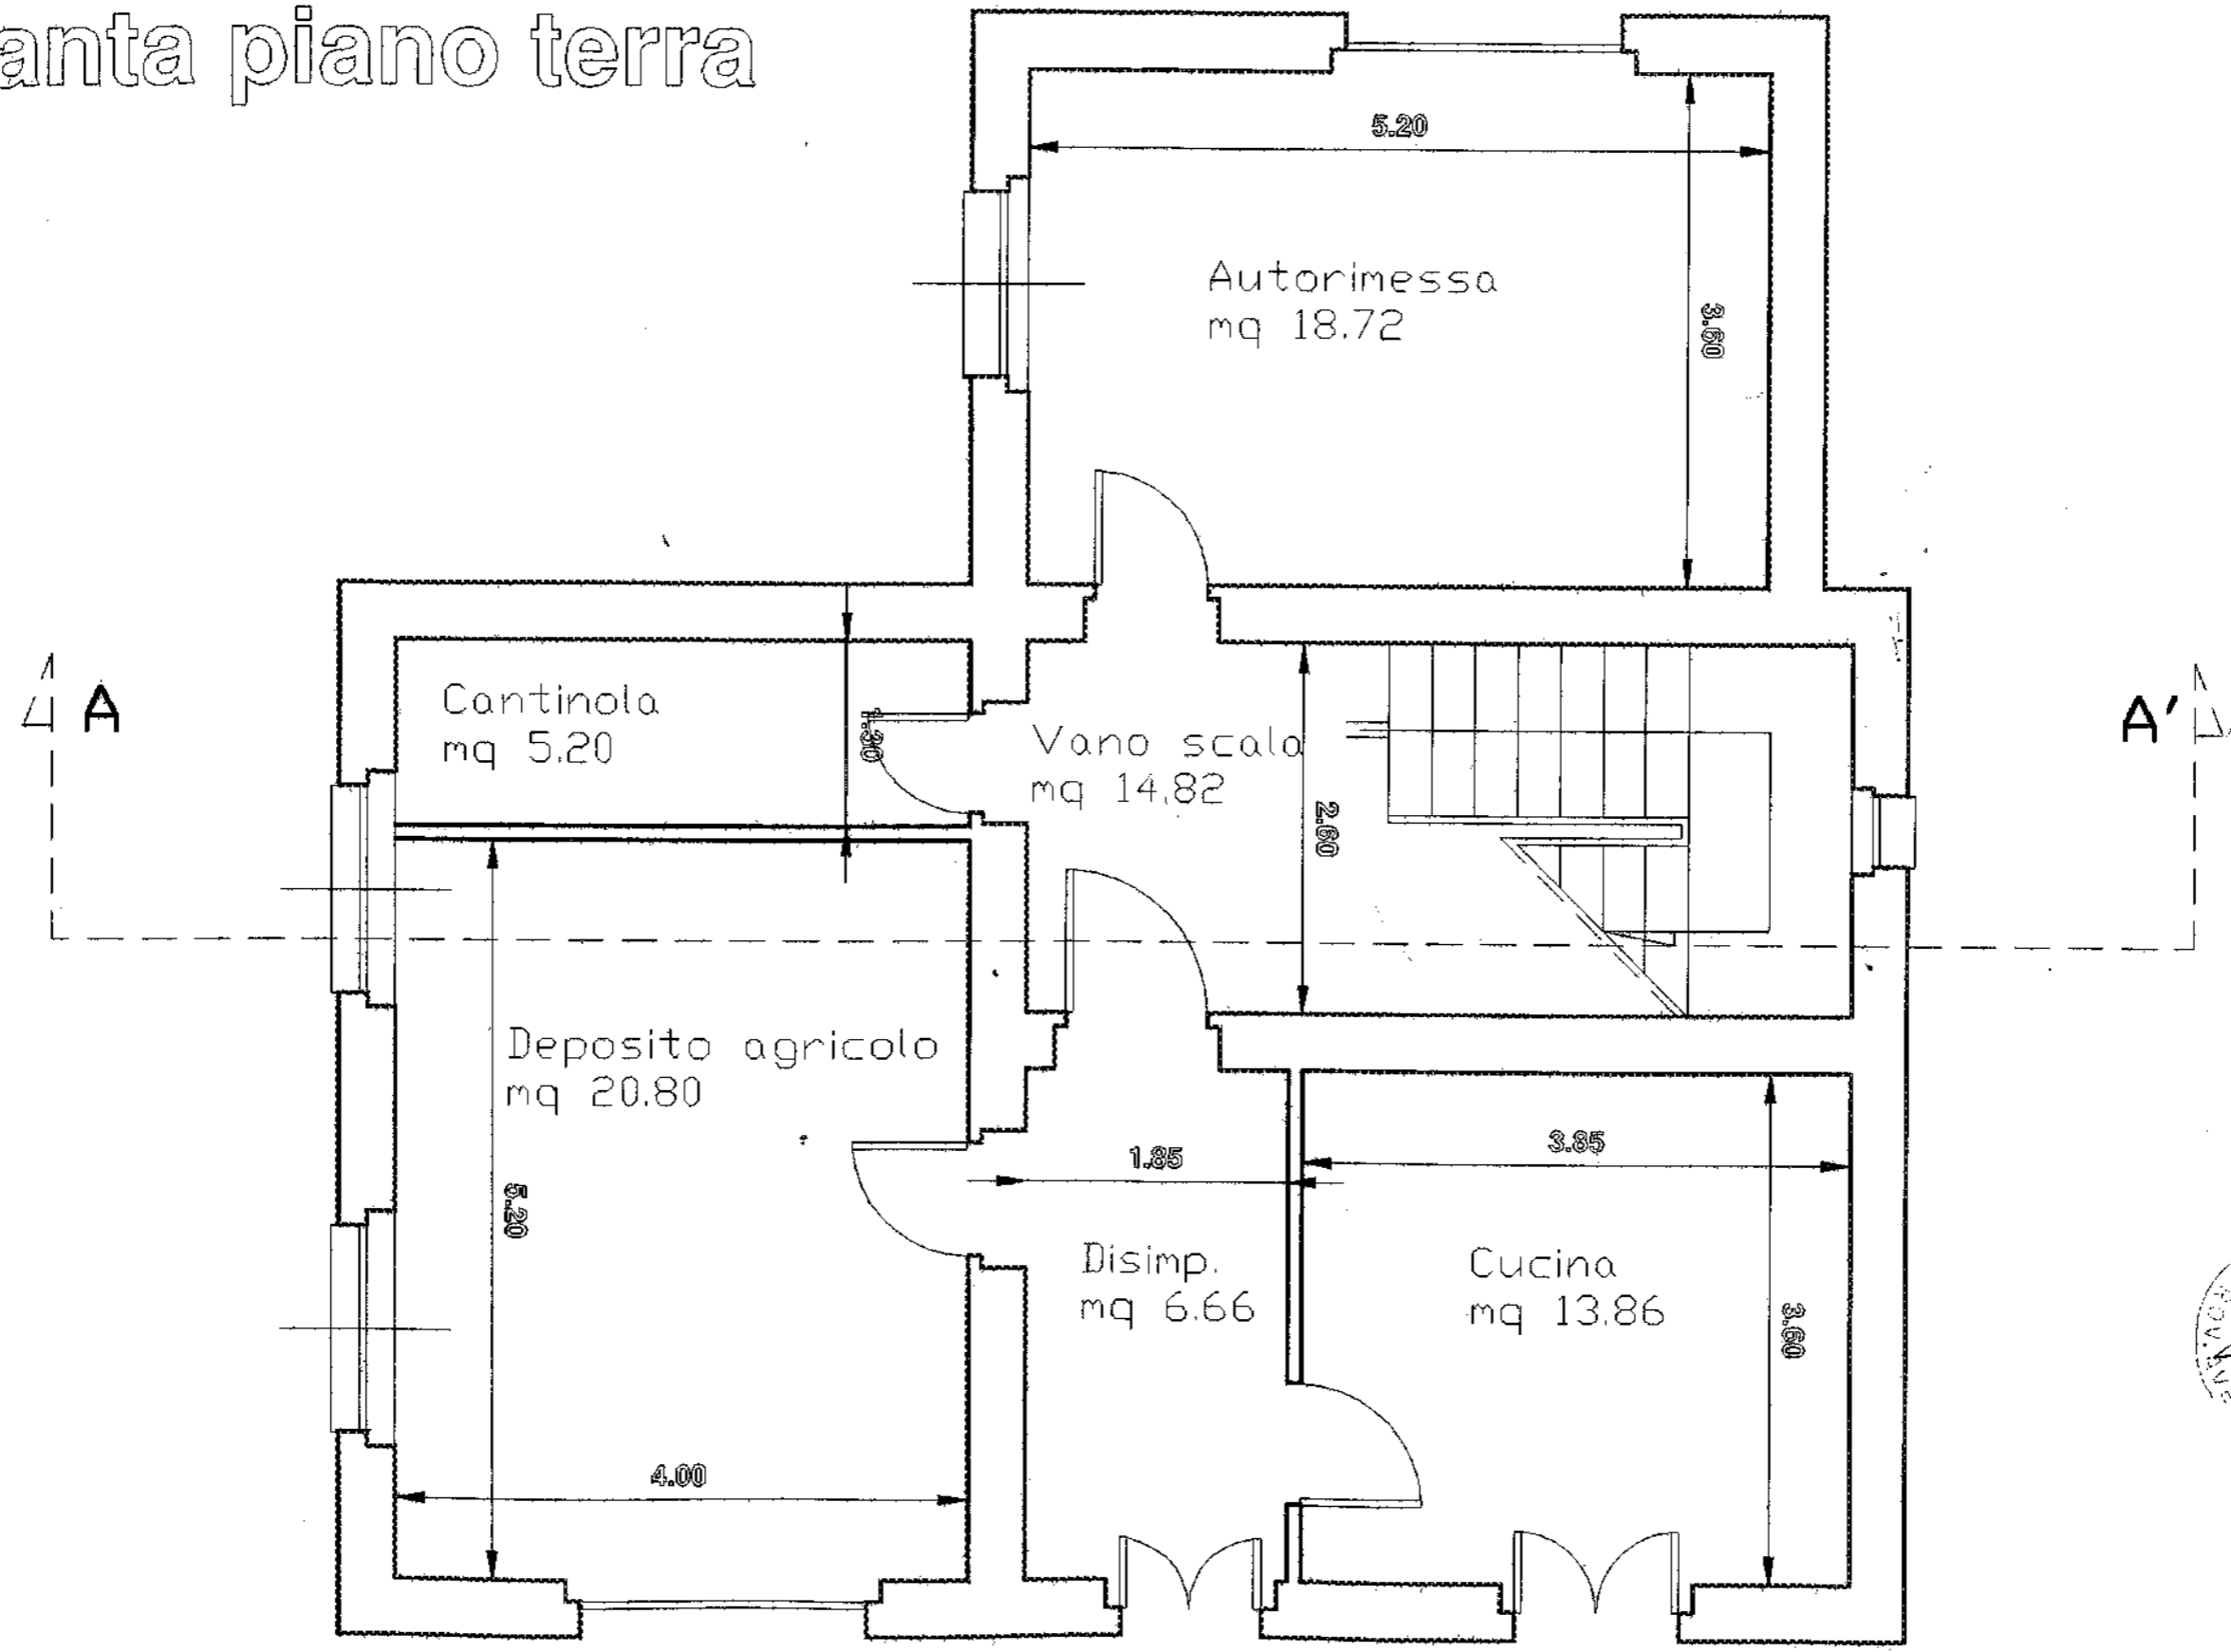 anta piano terra
5.20
Autorimessa
mq 18.72
3.60
A
Cantinola
mq 5.20
1.30
Vano scala
mq 14.82
2.60
A'
Deposito agricolo
mq 20.80
5.20
4.00
1.85
3.85
Disimp.
mq 6.66
Cucina
mq 13.86
3.60